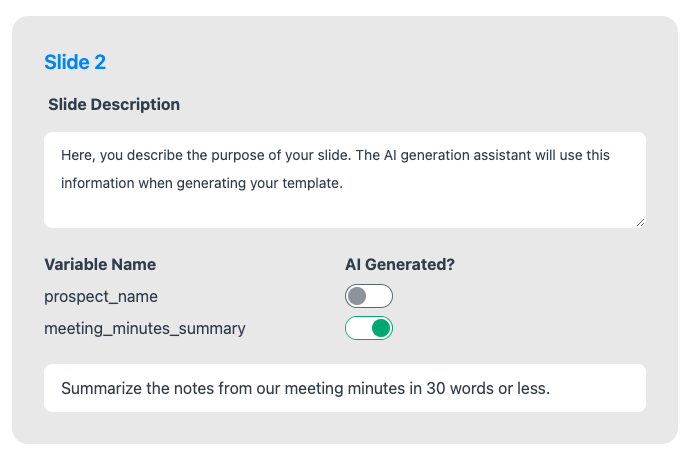 Slide 2
Slide Description
Here, you describe the purpose of your slide. The AI generation assistant will use this
information when generating your template.
Variable Name
AI Generated?
prospect_name
meeting_minutes_summary
Summarize the notes from our meeting minutes in 30 words or less.